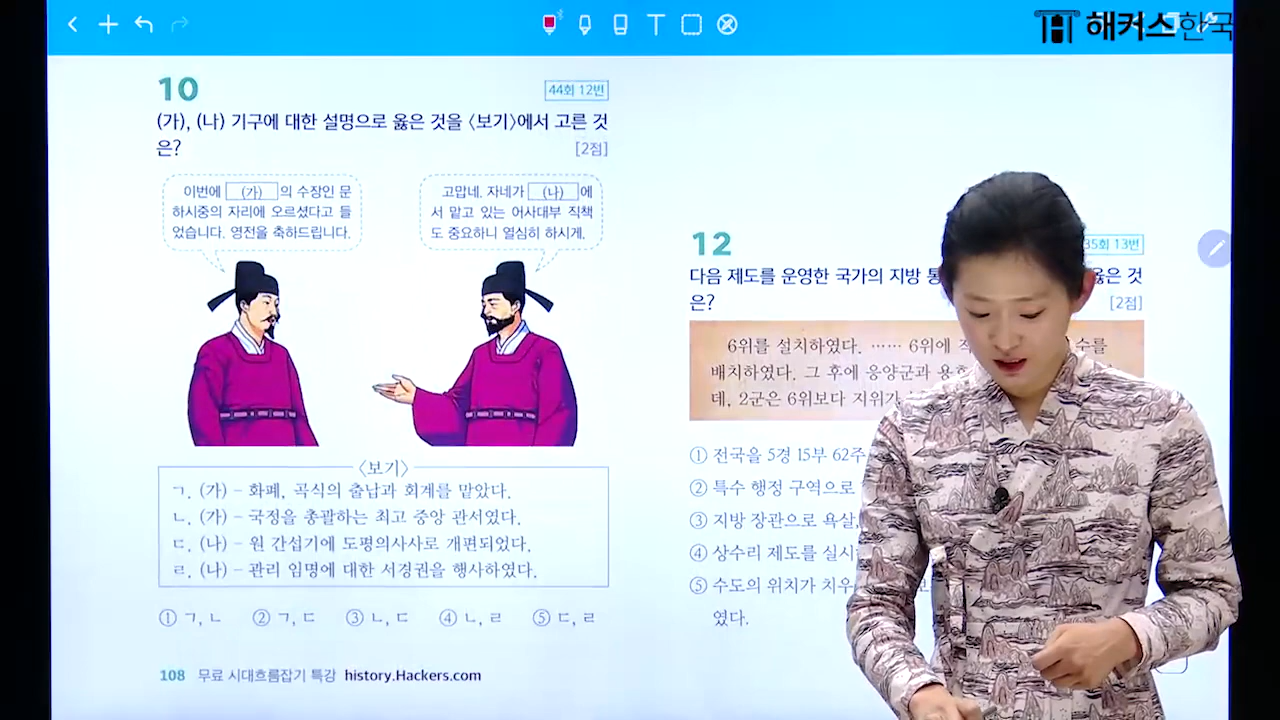 해커스한국
10
44회 12번
(가), (나) 기구에 대한 설명으로 옳은 것을 <보기>에서 고른 것
은?
[2점]
이번에 (가) 의 수장인 문
하시중의 자리에 오르셨다고 들
었습니다. 영전을 축하드립니다.
고맙네. 자네가 (나) 에
서 맡고 있는 어사대부 직책
도 중요하니 열심히 하시게.
<보기>
ㄱ. (가) – 화폐, 곡식의 출납과 회계를 맡았다.
ㄴ. (가) – 국정을 총괄하는 최고 중앙 관서였다.
ㄷ. (나) – 원 간섭기에 도평의사사로 개편되었다.
ㄹ. (나) – 관리 임명에 대한 서경권을 행사하였다.
① ㄱ, ㄴ ② ㄱ, ㄷ ③ ㄴ, ㄷ ④ ㄴ, ㄹ ⑤ ㄷ, ㄹ
108 무료 시대흐름잡기 특강 history.Hackers.com
12
35회 13번
다음 제도를 운영한 국가의 지방 옳은 것
은?
[2점]
6위를 설치하였다. …… 6위에 수를
배치하였다. 그 후에 응양군과
데, 2군은 6위보다 지위가
① 전국을 5경 15부 62주
② 특수 행정 구역으로
③ 지방 장관으로 욕살,
④ 상수리 제도를
⑤ 수도의 위치가
였다.